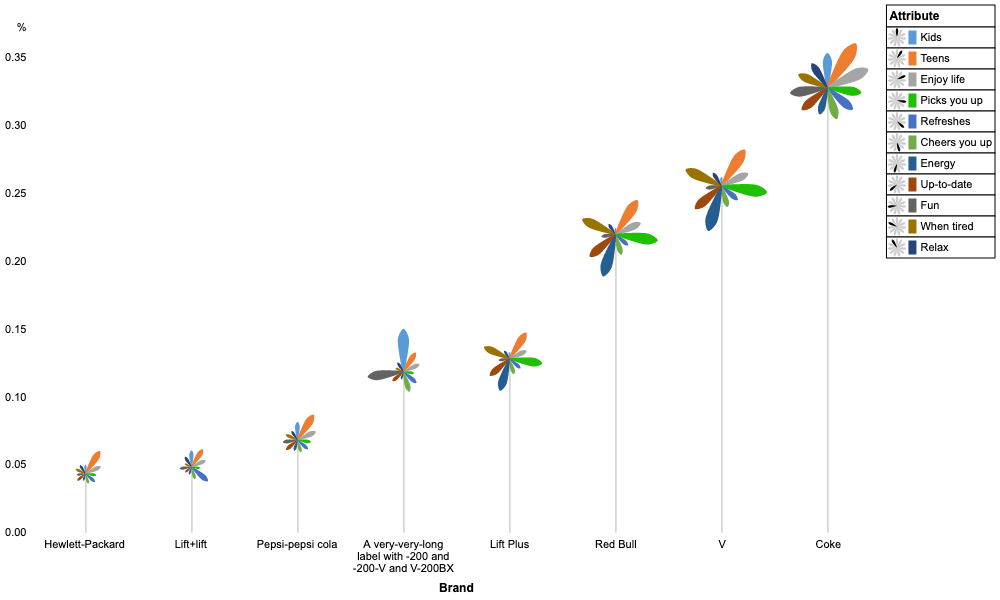 %
0.35
0.30
0.25
0.20
0.15
0.10
0.05
0.00
Hewlett-Packard
Lift+lift
Pepsi-pepsi cola
A very-very-long
label with -200 and
-200-V and V-200BX
Lift Plus
Red Bull
V
Coke
Brand
Attribute
Kids
Teens
Enjoy life
Picks you up
Refreshes
Cheers you up
Energy
Up-to-date
Fun
When tired
Relax